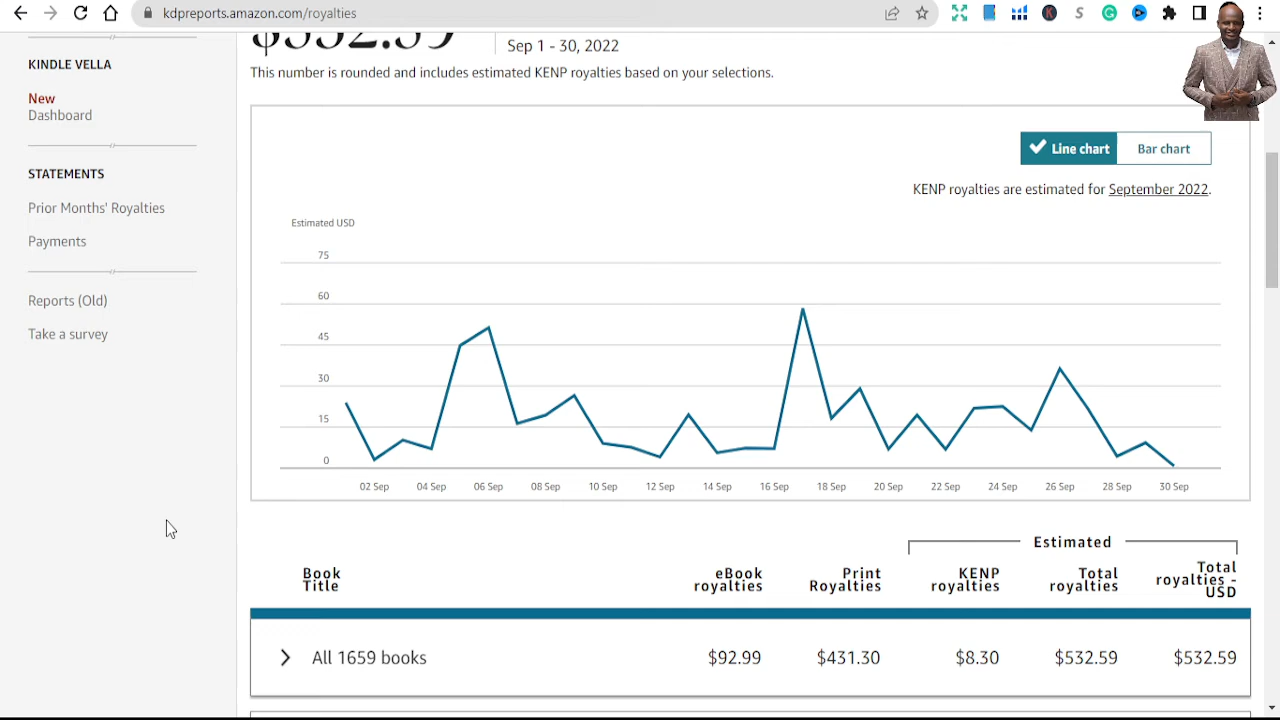 kdpreports.amazon.com/royalties
$532.59
Sep 1 - 30, 2022
This number is rounded and includes estimated KENP royalties based on your selections.
KINDLE VELLA
New
Dashboard
STATEMENTS
Prior Months' Royalties
Payments
Reports (Old)
Take a survey
Line chart
Bar chart
KENP royalties are estimated for September 2022.
Estimated USD
75
60
45
30
15
0
02 Sep 04 Sep 06 Sep 08 Sep 10 Sep 12 Sep 14 Sep 16 Sep 18 Sep 20 Sep 22 Sep 24 Sep 26 Sep 28 Sep 30 Sep
Estimated
Book Title
eBook royalties
Print Royalties
KENP royalties
Total royalties
Total royalties - USD
All 1659 books $92.99 $431.30 $8.30 $532.59 $532.59